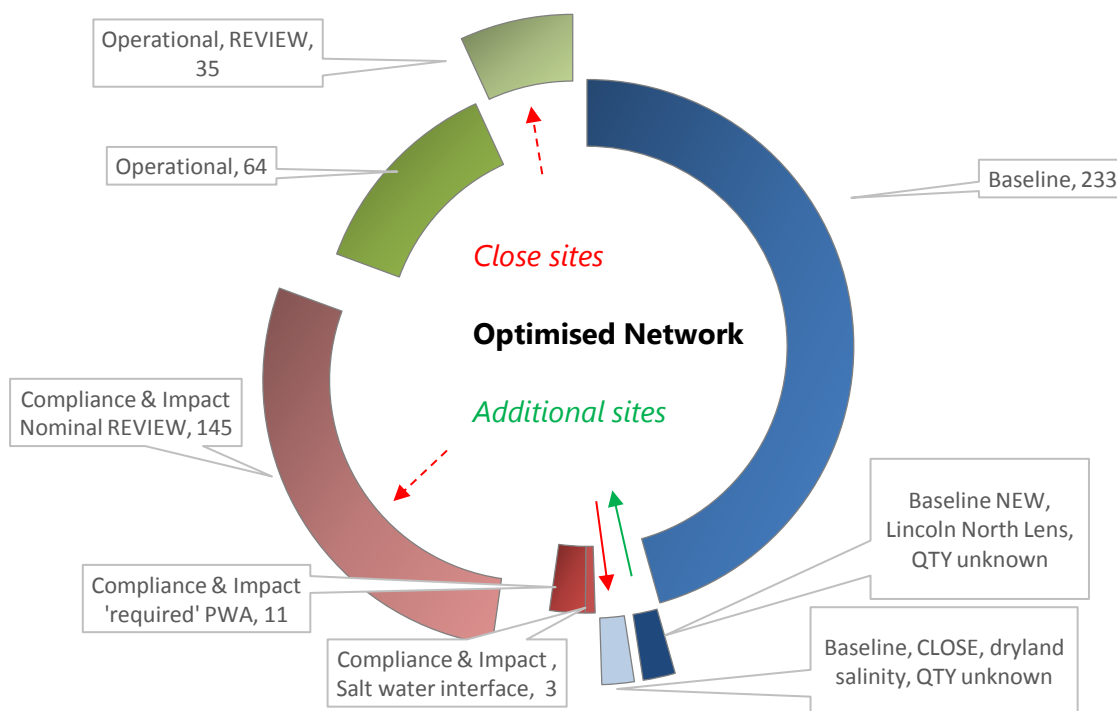 Operational, REVIEW,
35
Operational, 64
Baseline, 233
Close sites
Optimised Network
Additional sites
Compliance & Impact
Nominal REVIEW, 145
Baseline NEW,
Lincoln North Lens,
QTY unknown
Compliance & Impact
'required' PWA, 11
Compliance & Impact ,
Salt water interface, 3
Baseline, CLOSE, dryland
salinity, QTY unknown